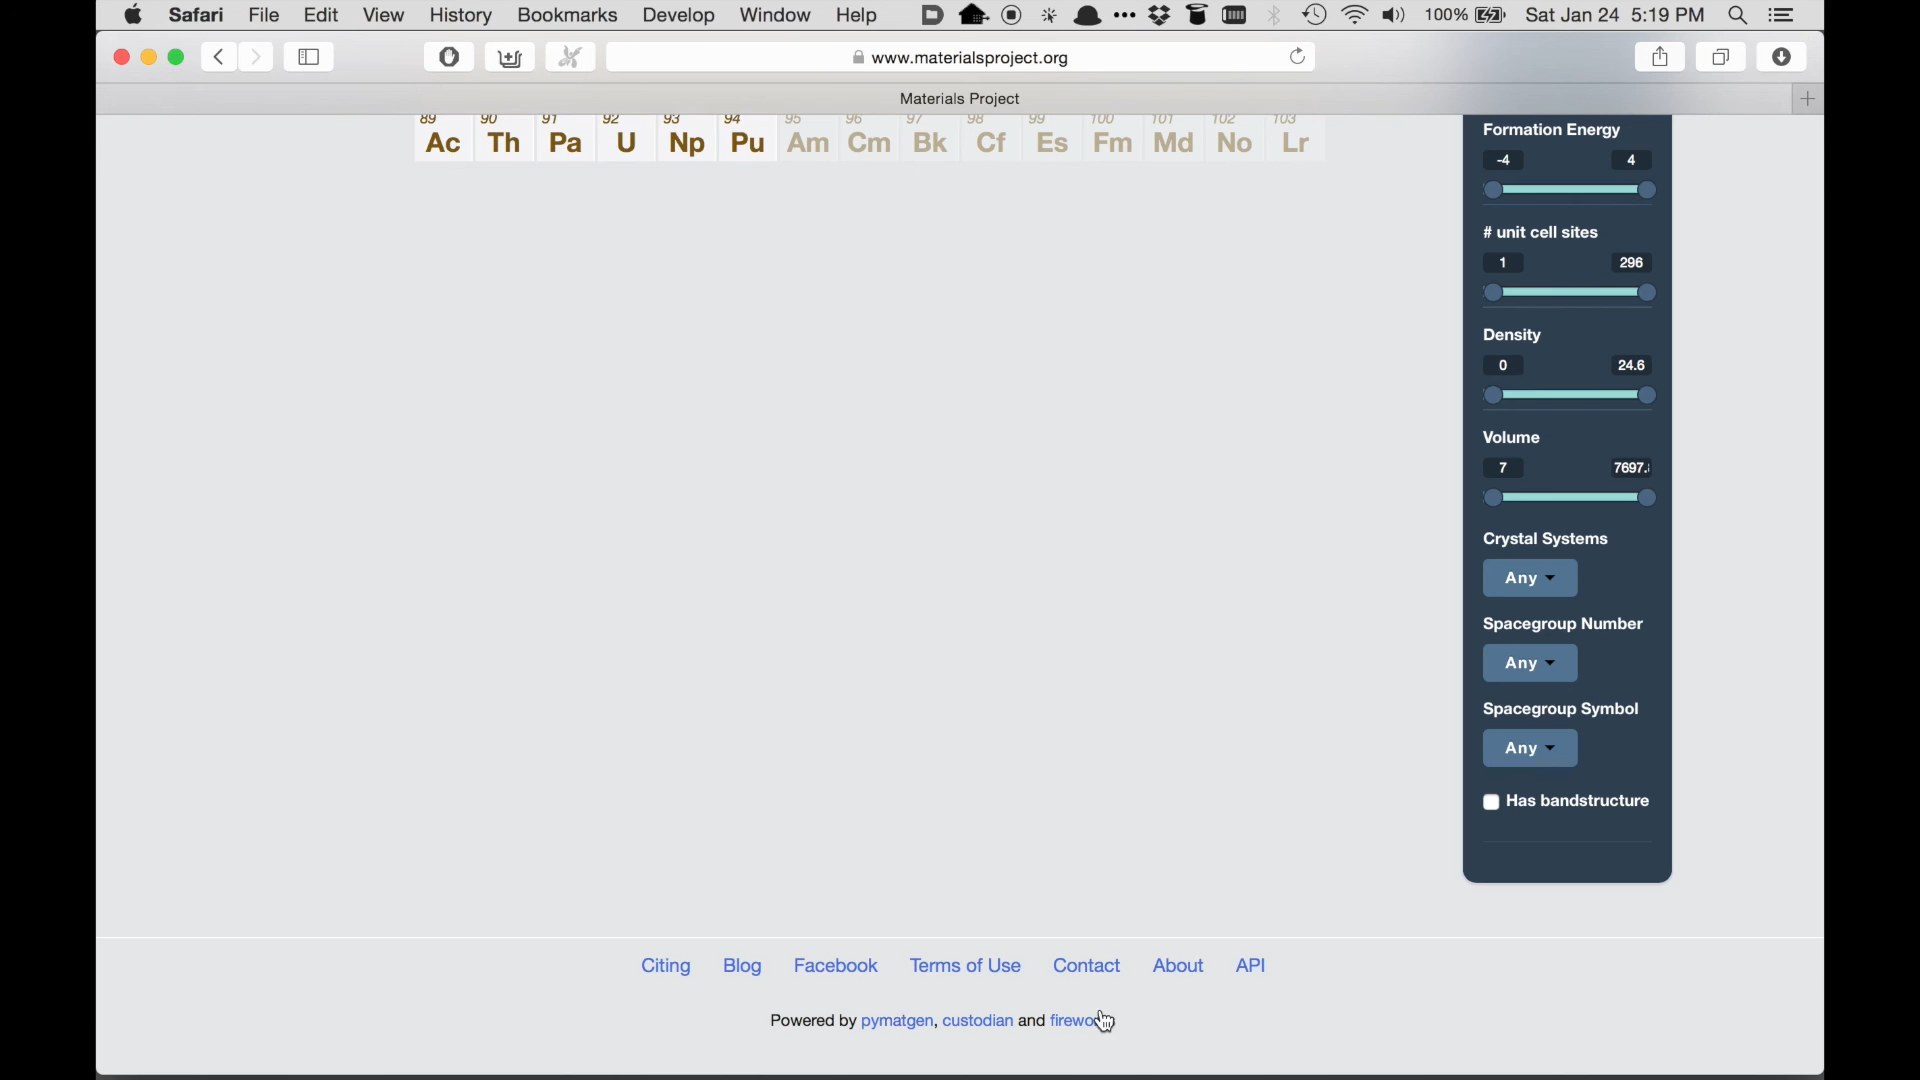 Safari File Edit View History Bookmarks Develop Window Help 100% Sat Jan 24 5:19 PM
www.materialsproject.org
Materials Project
89 90 91 92 93 94 95 96 97 98 99 100 101 102 103
Ac Th Pa U Np Pu Am Cm Bk Cf Es Fm Md No Lr
Formation Energy
-4 4
# unit cell sites
1 296
Density
0 24.6
Volume
7 7697.
Crystal Systems
Any
Spacegroup Number
Any
Spacegroup Symbol
Any
Has bandstructure
Citing Blog Facebook Terms of Use Contact About API
Powered by pymatgen, custodian and